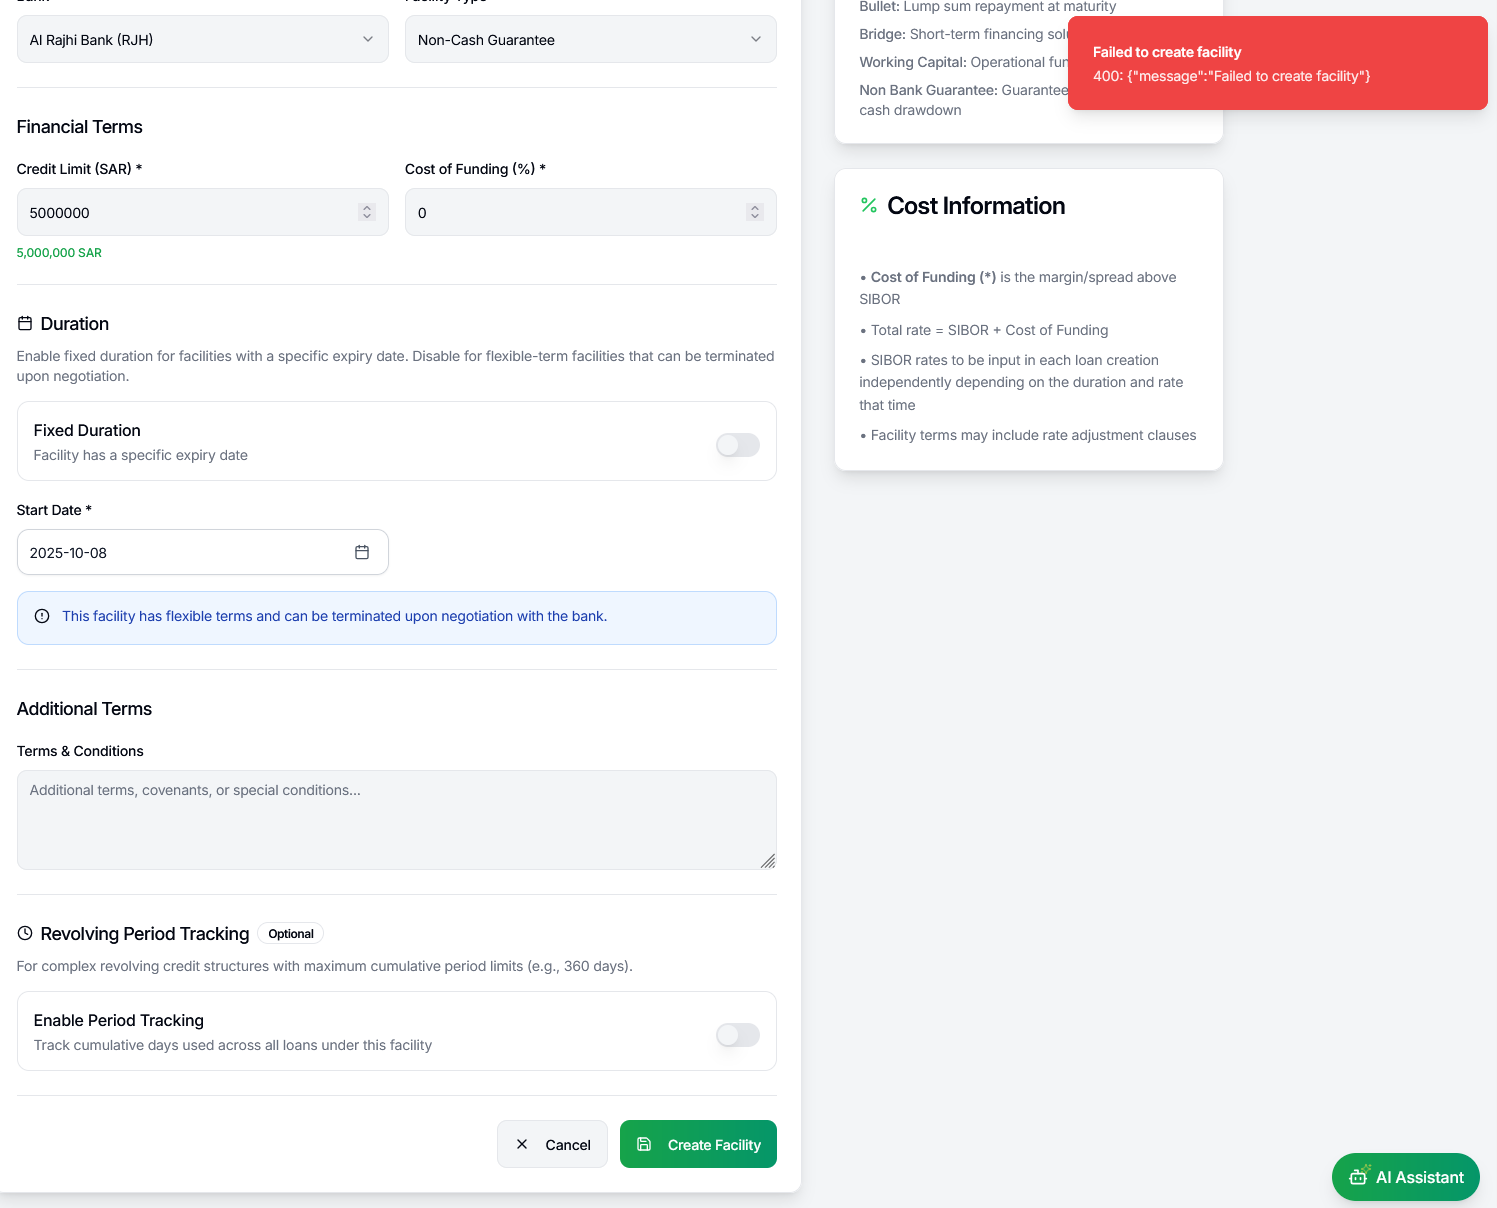 Al Rajhi Bank (RJH)
Non-Cash Guarantee
Financial Terms
Credit Limit (SAR) *
Cost of Funding (%) *
5000000
0
5,000,000 SAR
Duration
Enable fixed duration for facilities with a specific expiry date. Disable for flexible-term facilities that can be terminated
upon negotiation.
Fixed Duration
Facility has a specific expiry date
Start Date *
2025-10-08
This facility has flexible terms and can be terminated upon negotiation with the bank.
Additional Terms
Terms & Conditions
Additional terms, covenants, or special conditions...
Revolving Period Tracking
Optional
For complex revolving credit structures with maximum cumulative period limits (e.g., 360 days).
Enable Period Tracking
Track cumulative days used across all loans under this facility
Cancel
Create Facility
Bullet: Lump sum repayment at maturity
Bridge: Short-term financing
Working Capital: Operational
Non Bank Guarantee: Guarantee
cash drawdown
Failed to create facility
400: {"message":"Failed to create facility"}
Cost Information
• Cost of Funding (*) is the margin/spread above
SIBOR
• Total rate = SIBOR + Cost of Funding
• SIBOR rates to be input in each loan creation
independently depending on the duration and rate
that time
• Facility terms may include rate adjustment clauses
AI Assistant